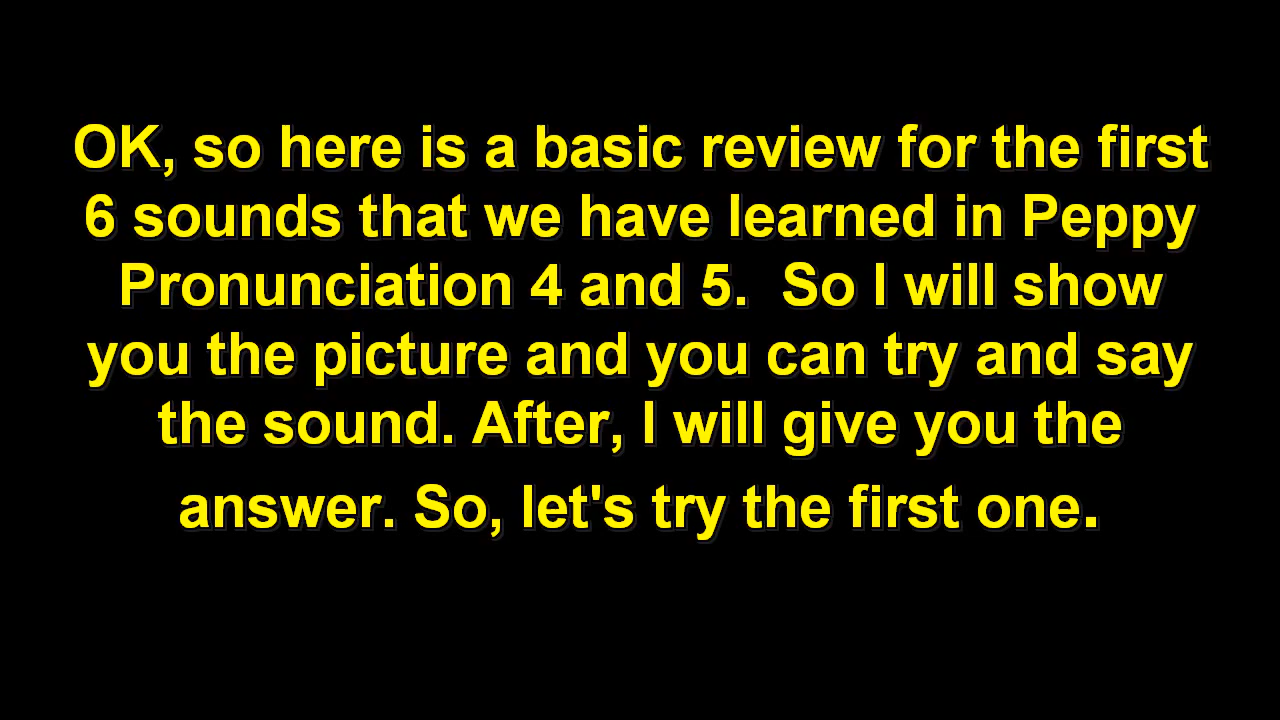 OK, so here is a basic review for the first
6 sounds that we have learned in Peppy
Pronunciation 4 and 5.  So I will show
you the picture and you can try and say
the sound. After, I will give you the
answer. So, let's try the first one.